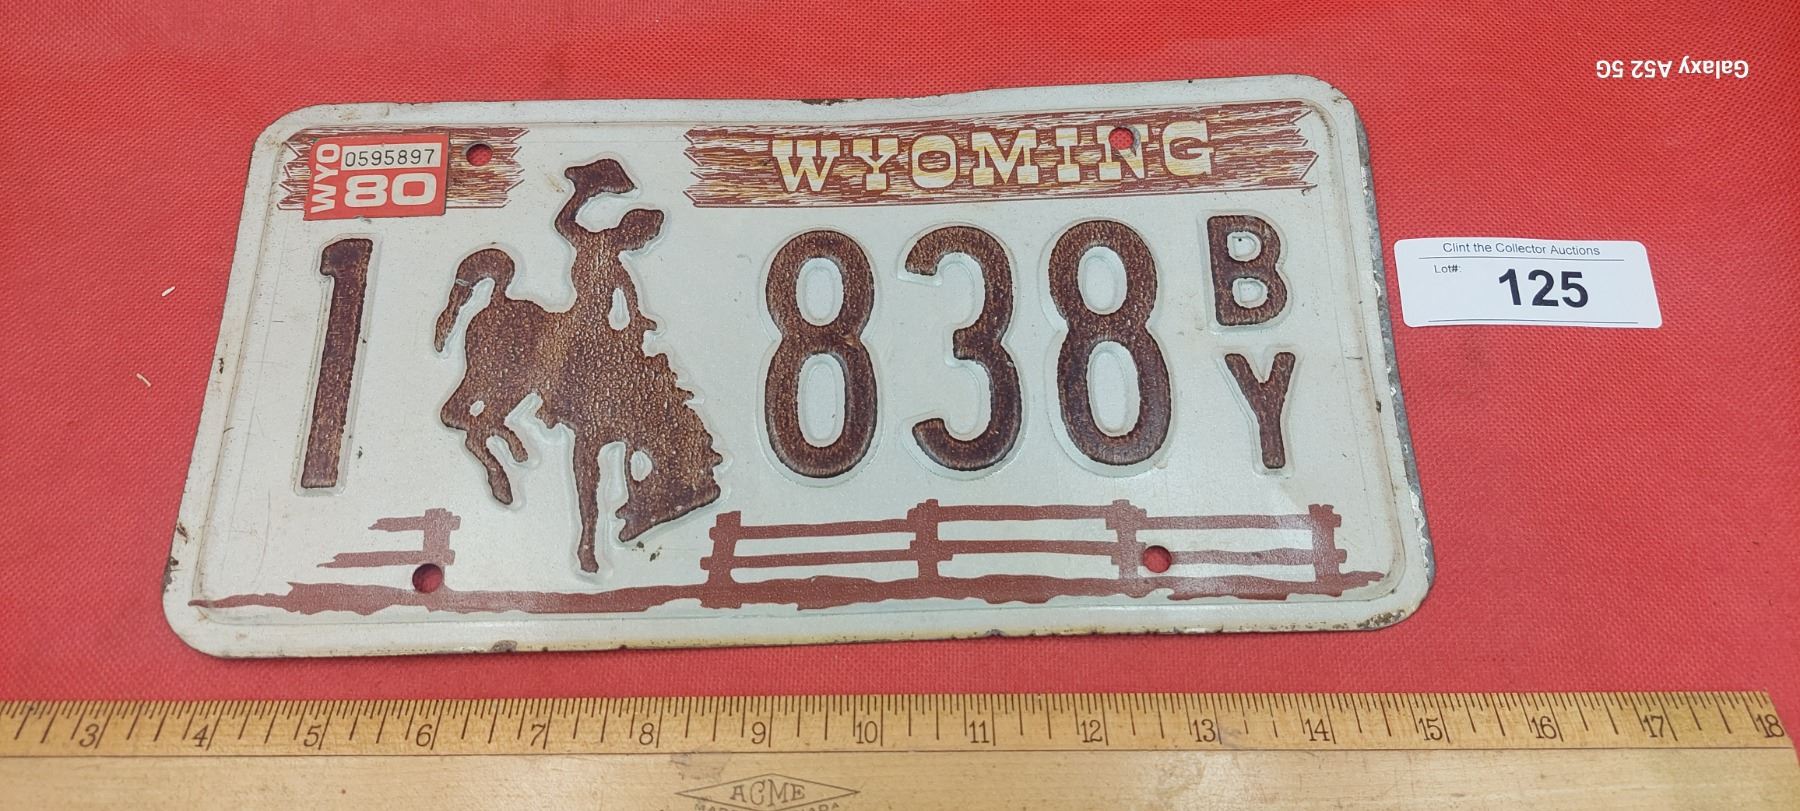 Galaxy A52 5G
WYOMING
WYO
0595897
80
1 838 BY
Clint the Collector Auctions
Lot#:
125
3 4 5 6 7 8 9 10 11 12 13 14 15 16 17 18
ACME